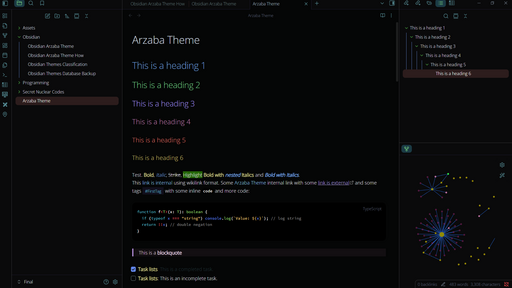 Arzaba Theme How
Obsidian Arzaba Theme
Arzaba Theme
Assets
Obsidian
Obsidian Arzaba Theme
Obsidian Arzaba Theme How
Obsidian Themes Classification
Obsidian Themes Database Backup
Programming
Secret Nuclear Codes
Arzaba Theme
Final
Arzaba Theme
Arzaba Theme
This is a heading 1
This is a heading 2
This is a heading 3
This is a heading 4
This is a heading 5
This is a heading 6
Test. Bold. Italic. Strike. Highlight Bold with nested italics and Bold with italics.
This link is internal using wikilink format. Some Arzaba Theme internal link with some link is external and some
tags with some inline code and more code:
TypeScript
function
boolean {
"string") console.log( // log string
return // double negation
}
This is a blockquote
Task lists
Task lists: This is an incomplete task.
This is a heading 1
This is a heading 2
This is a heading 3
This is a heading 4
This is a heading 5
This is a heading 6